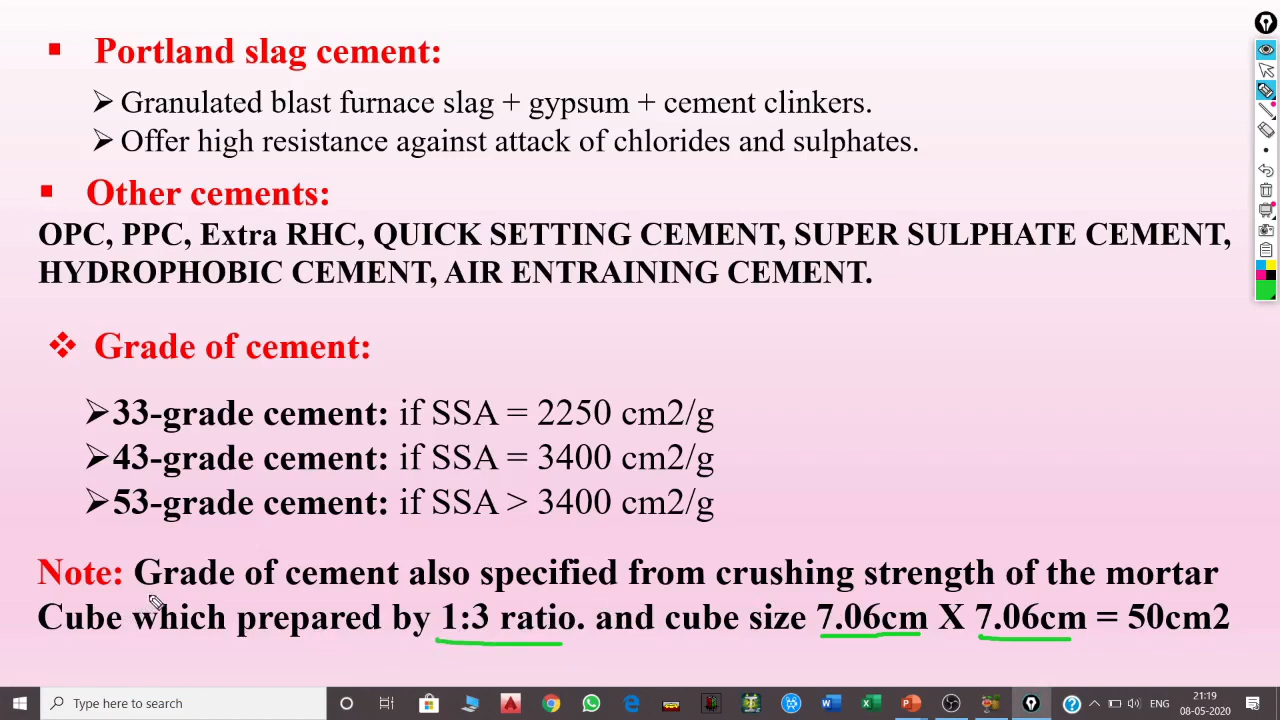 ▪ Portland slag cement:
➢ Granulated blast furnace slag + gypsum + cement clinkers.
➢ Offer high resistance against attack of chlorides and sulphates.
▪ Other cements:
OPC, PPC, Extra RHC, QUICK SETTING CEMENT, SUPER SULPHATE CEMENT,
HYDROPHOBIC CEMENT, AIR ENTRAINING CEMENT.
❖ Grade of cement:
➢33-grade cement: if SSA = 2250 cm2/g
➢43-grade cement: if SSA = 3400 cm2/g
➢53-grade cement: if SSA > 3400 cm2/g
Note: Grade of cement also specified from crushing strength of the mortar
Cube which prepared by 1:3 ratio. and cube size 7.06cm X 7.06cm = 50cm2
Type here to search
ENG
21:19
08-05-2020